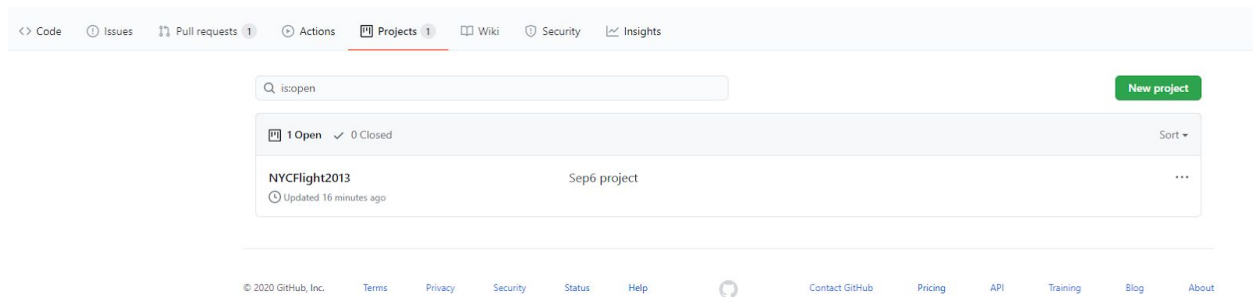 <> Code Issues Pull requests 1 Actions Projects 1 Wiki Security Insights
is:open New project
1 Open ✓ 0 Closed Sort
NYCFlight2013 Sep6 project ...
Updated 16 minutes ago
© 2020 GitHub, Inc. Terms Privacy Security Status Help Contact GitHub Pricing API Training Blog About